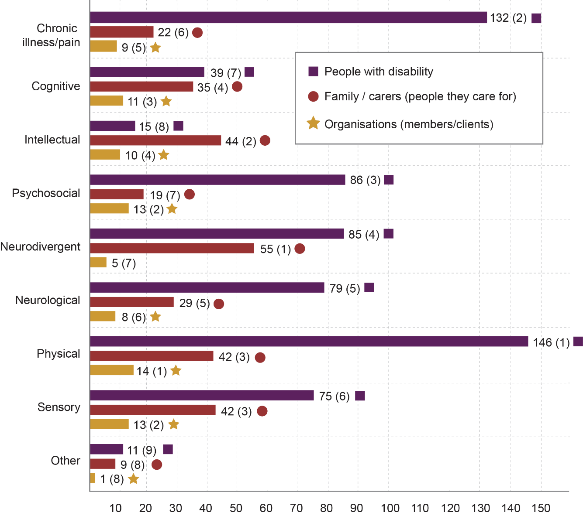 Chronic
illness/pain
132 (2)
22 (6)
9 (5)
Cognitive
39 (7)
35 (4)
11 (3)
People with disability
Family / carers (people they care for)
Organisations (members/clients)
Intellectual
15 (8)
44 (2)
10 (4)
Psychosocial
86 (3)
19 (7)
13 (2)
Neurodivergent
85 (4)
55 (1)
5 (7)
Neurological
79 (5)
29 (5)
8 (6)
Physical
146 (1)
42 (3)
14 (1)
Sensory
75 (6)
42 (3)
13 (2)
Other
11 (9)
9 (8)
1 (8)
10 20 30 40 50 60 70 80 90 100 110 120 130 140 150